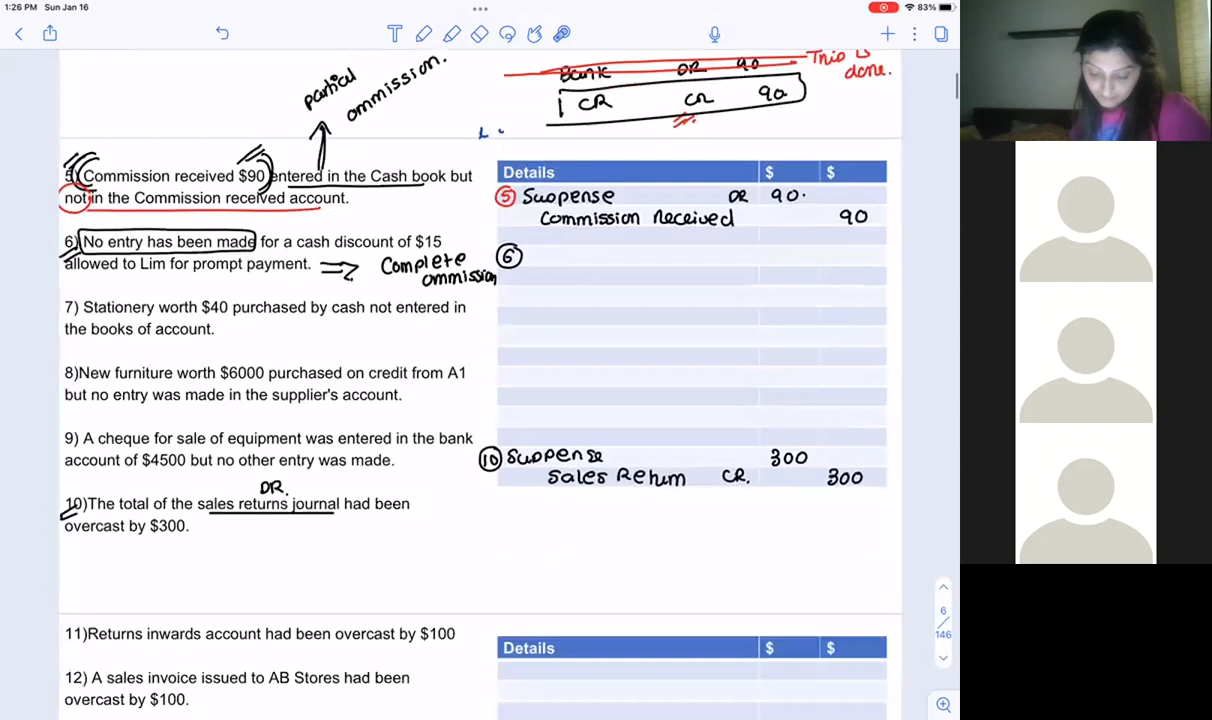 1:26 PM Sun Jan 16
83%
This is
done.
Bank DR 90
CR CR 90
partial
ommission.
5) Commission received $90 entered in the Cash book but
not in the Commission received account.
6) No entry has been made for a cash discount of $15
allowed to Lim for prompt payment. ⇒ Complete
ommission
7) Stationery worth $40 purchased by cash not entered in
the books of account.
8)New furniture worth $6000 purchased on credit from A1
but no entry was made in the supplier's account.
9) A cheque for sale of equipment was entered in the bank
account of $4500 but no other entry was made.
DR.
10)The total of the sales returns journal had been
overcast by $300.
Details $ $
5 Suspense DR 90.
Commission Received 90
6
10 Suspense 300
Sales Return CR. 300
11)Returns inwards account had been overcast by $100
12) A sales invoice issued to AB Stores had been
overcast by $100.
Details $ $
6
146